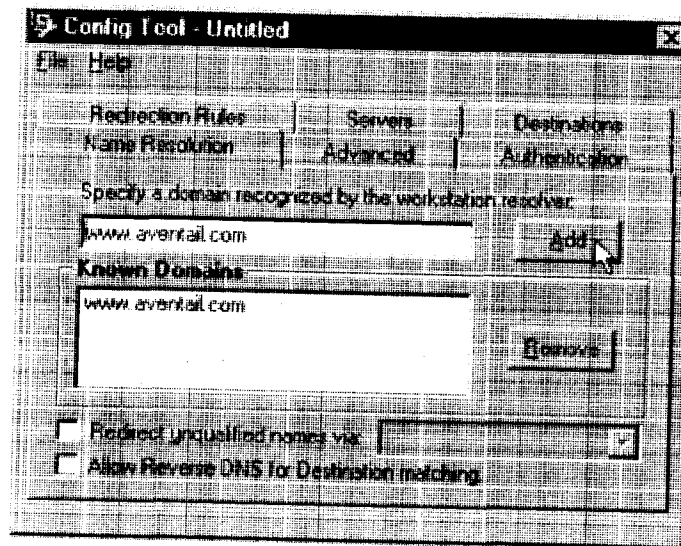 Config Tool - Untitled
File Help
Redirection Rules Servers Destinations
Name Resolution Advanced Authentication
Specify a domain recognized by the workstation resolver.
www.aventail.com
Add
Known Domains
www.aventail.com
Remove
Redirect unqualified names via:
Allow Reverse DNS for Destination matching